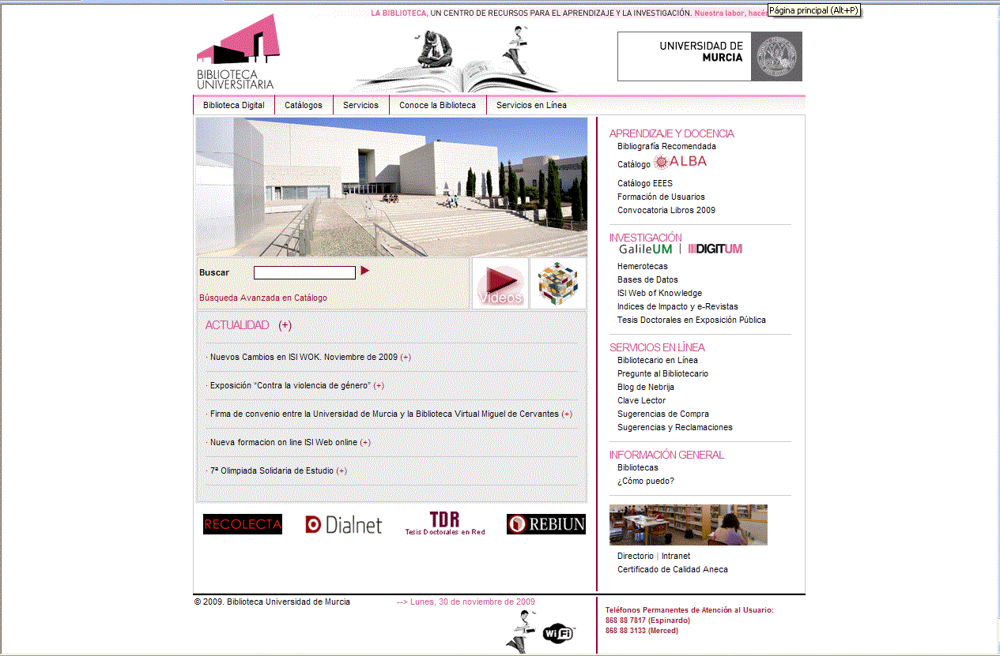 LA BIBLIOTECA, UN CENTRO DE RECURSOS PARA EL APRENDIZAJE Y LA INVESTIGACIÓN. Nuestra labor,
Página principal (Alt+P)
BIBLIOTECA
UNIVERSITARIA
UNIVERSIDAD DE
MURCIA
Biblioteca Digital
Catálogos
Servicios
Conoce la Biblioteca
Servicios en Línea
Buscar
Búsqueda Avanzada en Catálogo
Vídeos
ACTUALIDAD (+)
· Nuevos Cambios en ISI WOK. Noviembre de 2009 (+)
· Exposición "Contra la violencia de género" (+)
· Firma de convenio entre la Universidad de Murcia y la Biblioteca Virtual Miguel de Cervantes (+)
· Nueva formacion on line ISI Web online (+)
· 7ª Olimpiada Solidaria de Estudio (+)
RECOLECTA
Dialnet
TDR
Tesis Doctorales en Red
REBIUN
APRENDIZAJE Y DOCENCIA
Bibliografía Recomendada
Catálogo ALBA
Catálogo EEES
Formación de Usuarios
Convocatoria Libros 2009
INVESTIGACIÓN
GalileUM | DIGITUM
Hemerotecas
Bases de Datos
ISI Web of Knowledge
Indices de Impacto y e-Revistas
Tesis Doctorales en Exposición Pública
SERVICIOS EN LÍNEA
Bibliotecario en Línea
Pregunte al Bibliotecario
Blog de Nebrija
Clave Lector
Sugerencias de Compra
Sugerencias y Reclamaciones
INFORMACIÓN GENERAL
Bibliotecas
¿Cómo puedo?
Directorio | Intranet
Certificado de Calidad Aneca
© 2009. Biblioteca Universidad de Murcia
--> Lunes, 30 de noviembre de 2009
WiFi
Teléfonos Permanentes de Atención al Usuario:
868 88 7817 (Espinardo)
868 88 3133 (Merced)